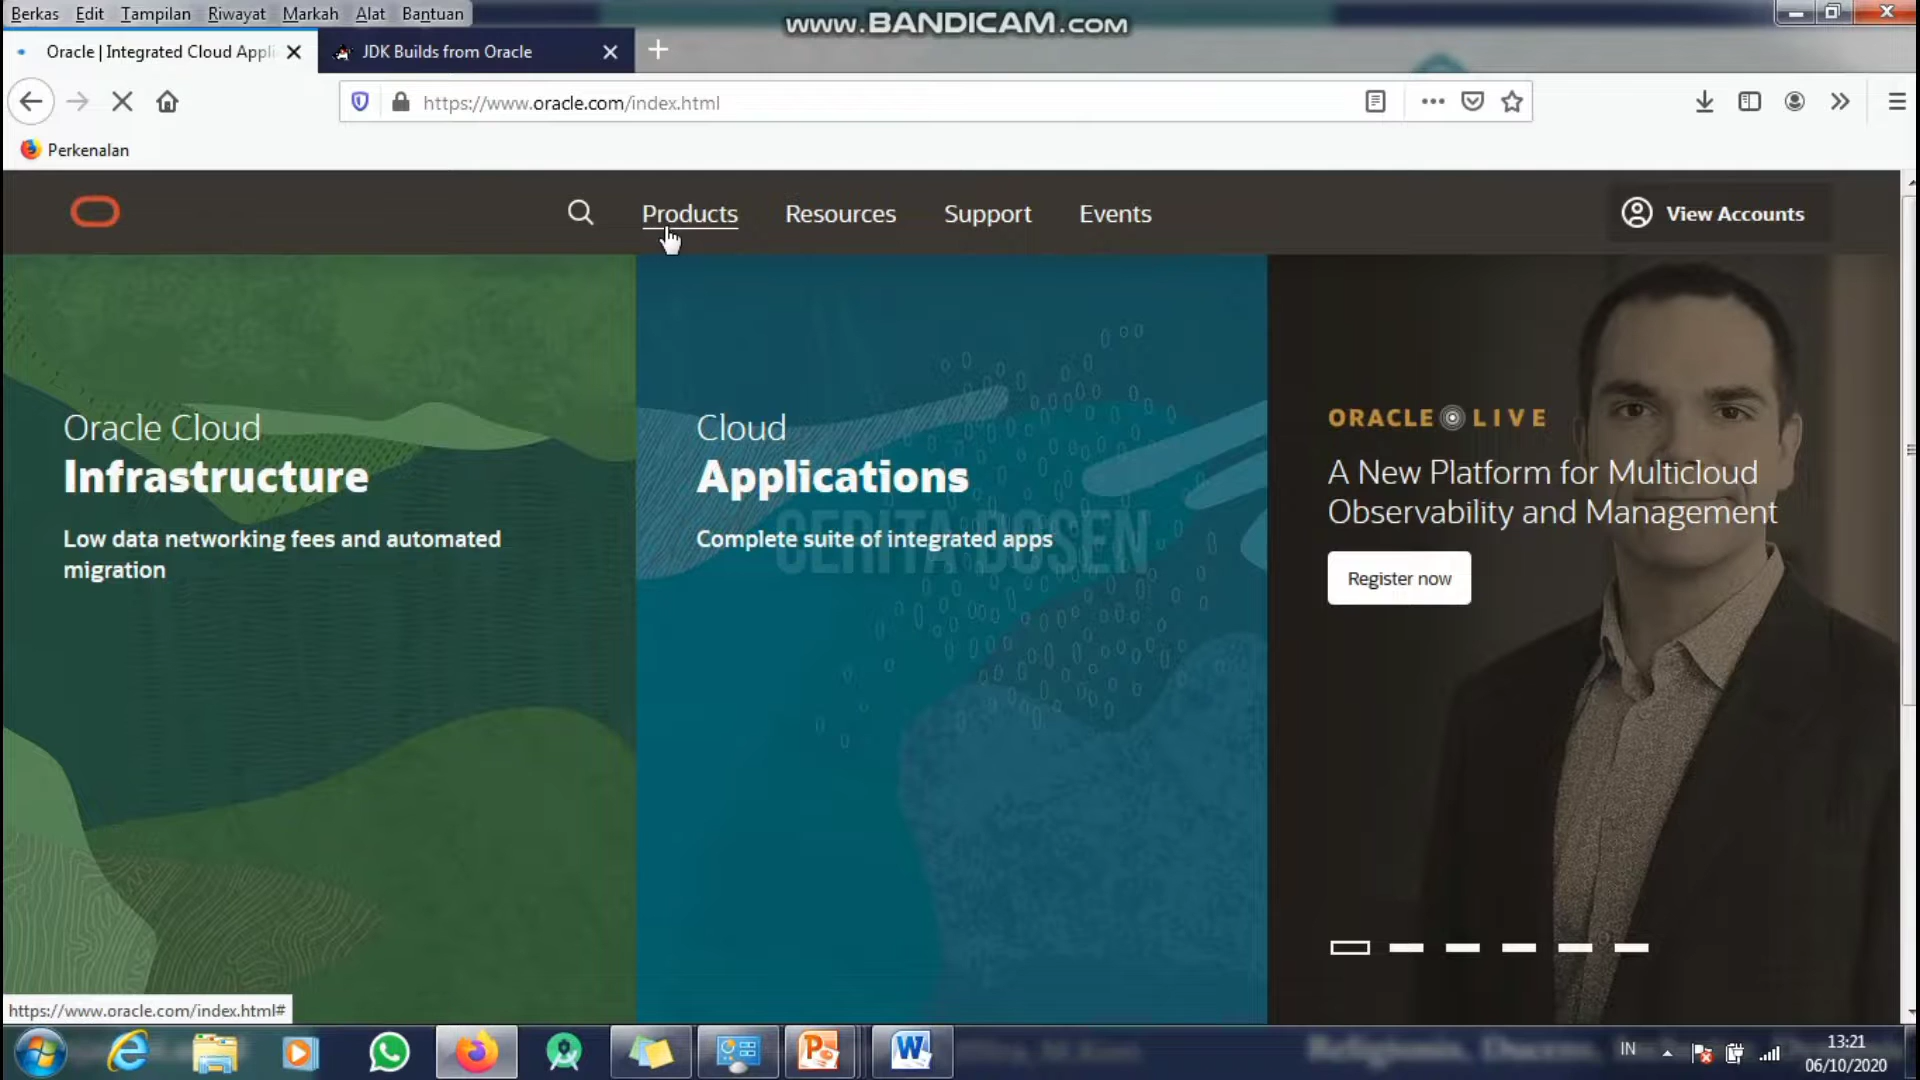 Berkas Edit Tampilan Riwayat Markah Alat Bantuan
www.BANDICAM.com
Oracle | Integrated Cloud Appli
JDK Builds from Oracle
https://www.oracle.com/index.html
Perkenalan
Products Resources Support Events
View Accounts
Oracle Cloud
Infrastructure
Low data networking fees and automated
migration
Cloud
Applications
Complete suite of integrated apps
CERITA DOSEN
ORACLE LIVE
A New Platform for Multicloud
Observability and Management
Register now
https://www.oracle.com/index.html#
IN
13:21
06/10/2020